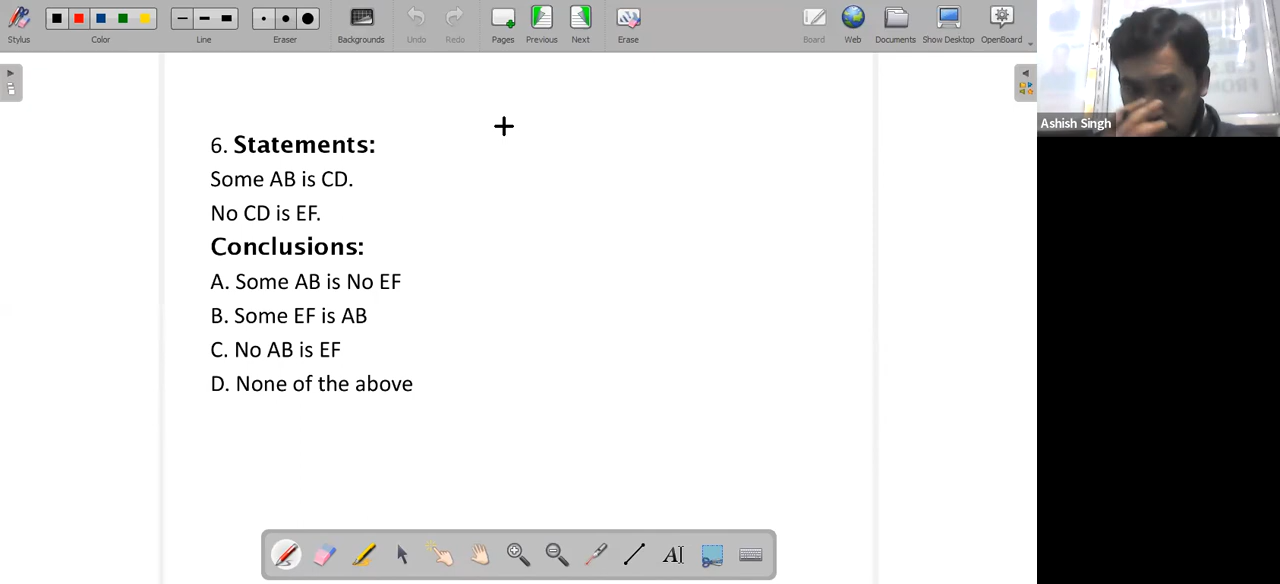 Stylus
Color
Line
Eraser
Backgrounds
Undo
Redo
Pages
Previous
Next
Erase
Board
Web
Documents
Show Desktop
OpenBoard
Ashish Singh
6. Statements:
Some AB is CD.
No CD is EF.
Conclusions:
A. Some AB is No EF
B. Some EF is AB
C. No AB is EF
D. None of the above